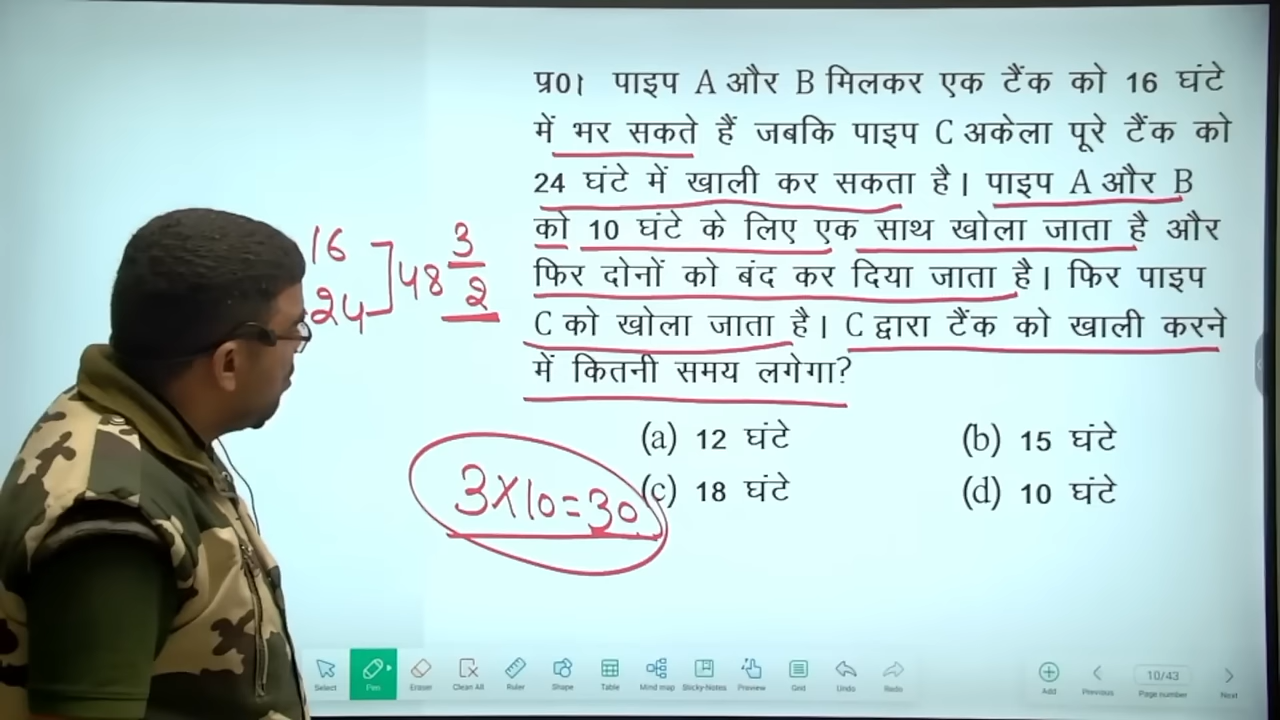 प्र0। पाइप A और B मिलकर एक टैंक को 16 घंटे
में भर सकते हैं जबकि पाइप C अकेला पूरे टैंक को
24 घंटे में खाली कर सकता है। पाइप A और B
को 10 घंटे के लिए एक साथ खोला जाता है और
फिर दोनों को बंद कर दिया जाता है। फिर पाइप
C को खोला जाता है। C द्वारा टैंक को खाली करने
में कितनी समय लगेगा?
(a) 12 घंटे (b) 15 घंटे
(c) 18 घंटे (d) 10 घंटे
16
24
48
3
2
3X10=30
Select Pen Eraser Clean All Ruler Shape Table Mind map Sticky-Notes Preview Grid Undo Redo Add Previous 10/43 Page number Next